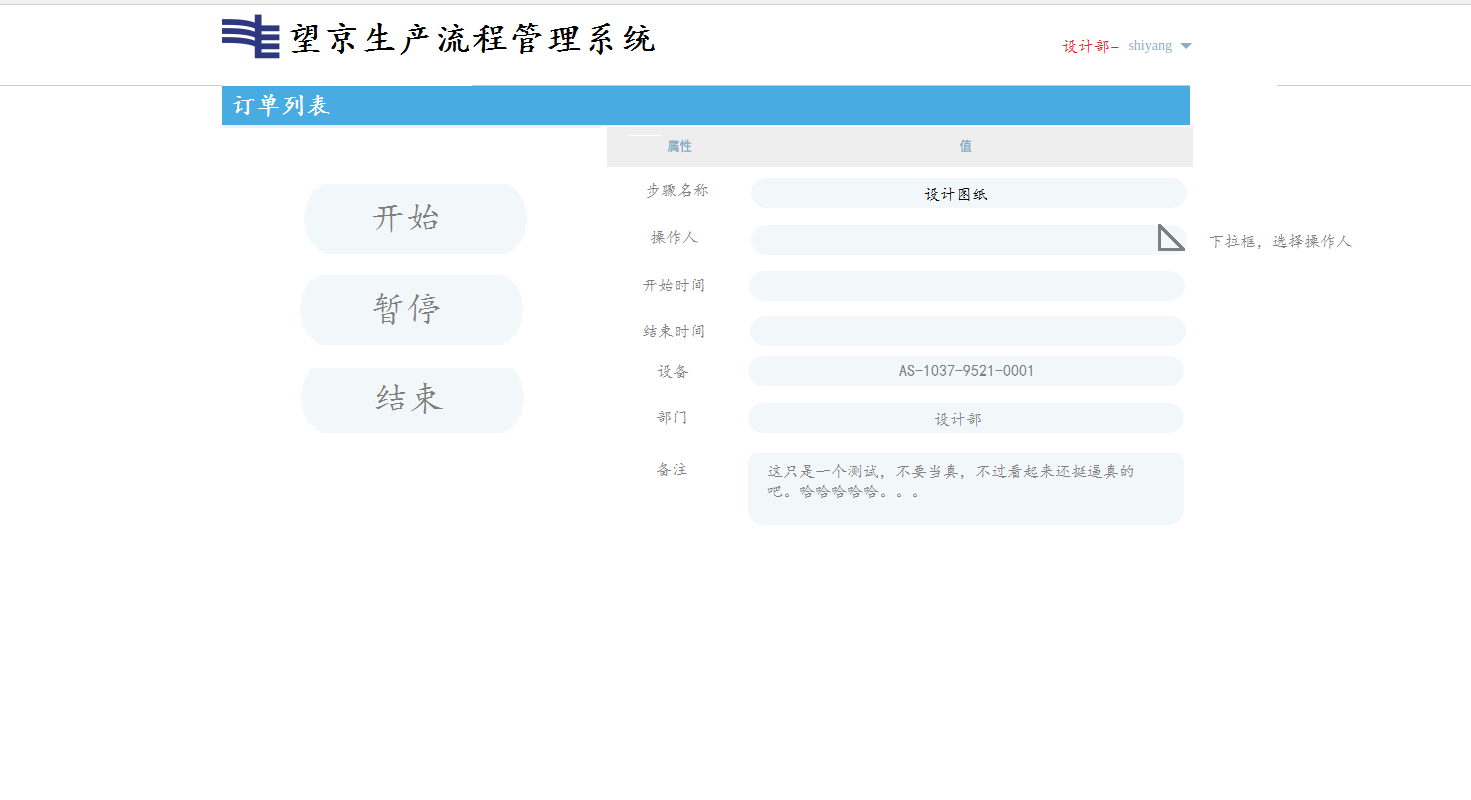 望京生产流程管理系统
设计部- shiyang
订单列表
属性 值
开始
暂停
结束
步骤名称 设计图纸
操作人 下拉框，选择操作人
开始时间
结束时间
设备 AS-1037-9521-0001
部门 设计部
备注 这只是一个测试，不要当真，不过看起来还挺逼真的
吧。哈哈哈哈哈。。。